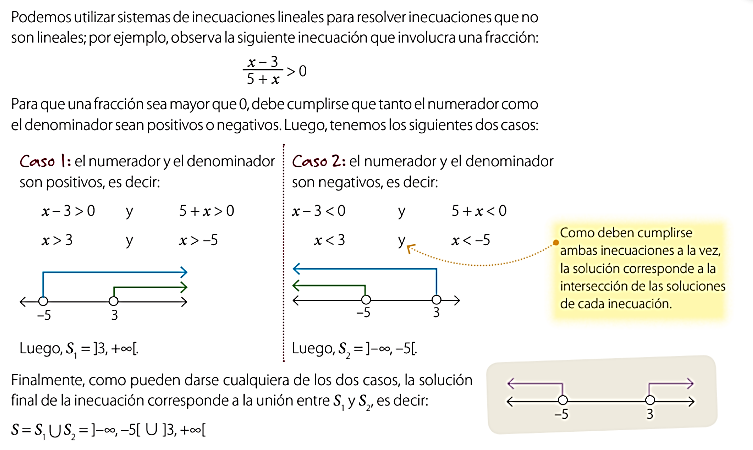 Podemos utilizar sistemas de inecuaciones lineales para resolver inecuaciones que no
son lineales; por ejemplo, observa la siguiente inecuación que involucra una fracción:
x – 3
5 + x
> 0
Para que una fracción sea mayor que 0, debe cumplirse que tanto el numerador como
el denominador sean positivos o negativos. Luego, tenemos los siguientes dos casos:
Caso 1: el numerador y el denominador
son positivos, es decir:
x – 3 > 0 y 5 + x > 0
x > 3 y x > –5
–5 3
Luego, S₁ = ]3, +∞[.
Caso 2: el numerador y el denominador
son negativos, es decir:
x – 3 < 0 y 5 + x < 0
x < 3 y x < –5
–5 3
Luego, S₂ = ]–∞, –5[.
Como deben cumplirse
ambas inecuaciones a la vez,
la solución corresponde a la
intersección de las soluciones
de cada inecuación.
Finalmente, como pueden darse cualquiera de los dos casos, la solución
final de la inecuación corresponde a la unión entre S₁ y S₂, es decir:
S = S₁ ⋃ S₂ = ]–∞, –5[ ⋃ ]3, +∞[
–5 3